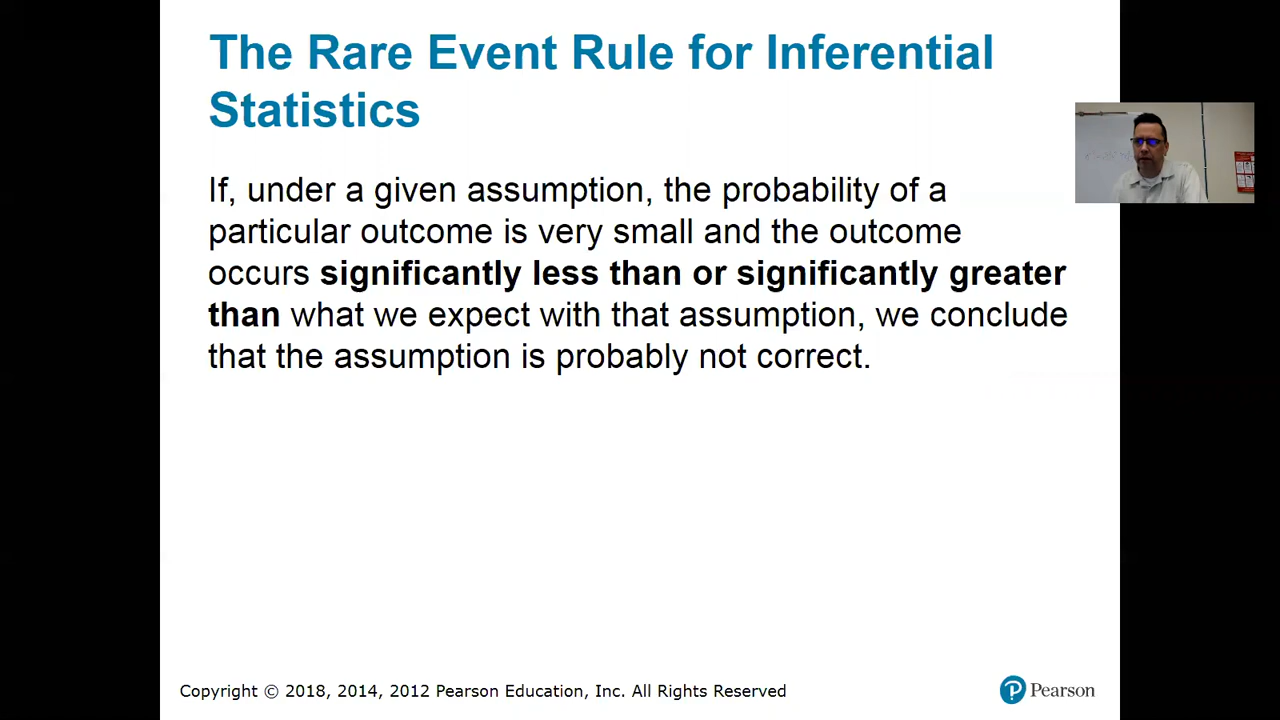 The Rare Event Rule for Inferential
Statistics
If, under a given assumption, the probability of a
particular outcome is very small and the outcome
occurs significantly less than or significantly greater
than what we expect with that assumption, we conclude
that the assumption is probably not correct.
Copyright © 2018, 2014, 2012 Pearson Education, Inc. All Rights Reserved
P Pearson